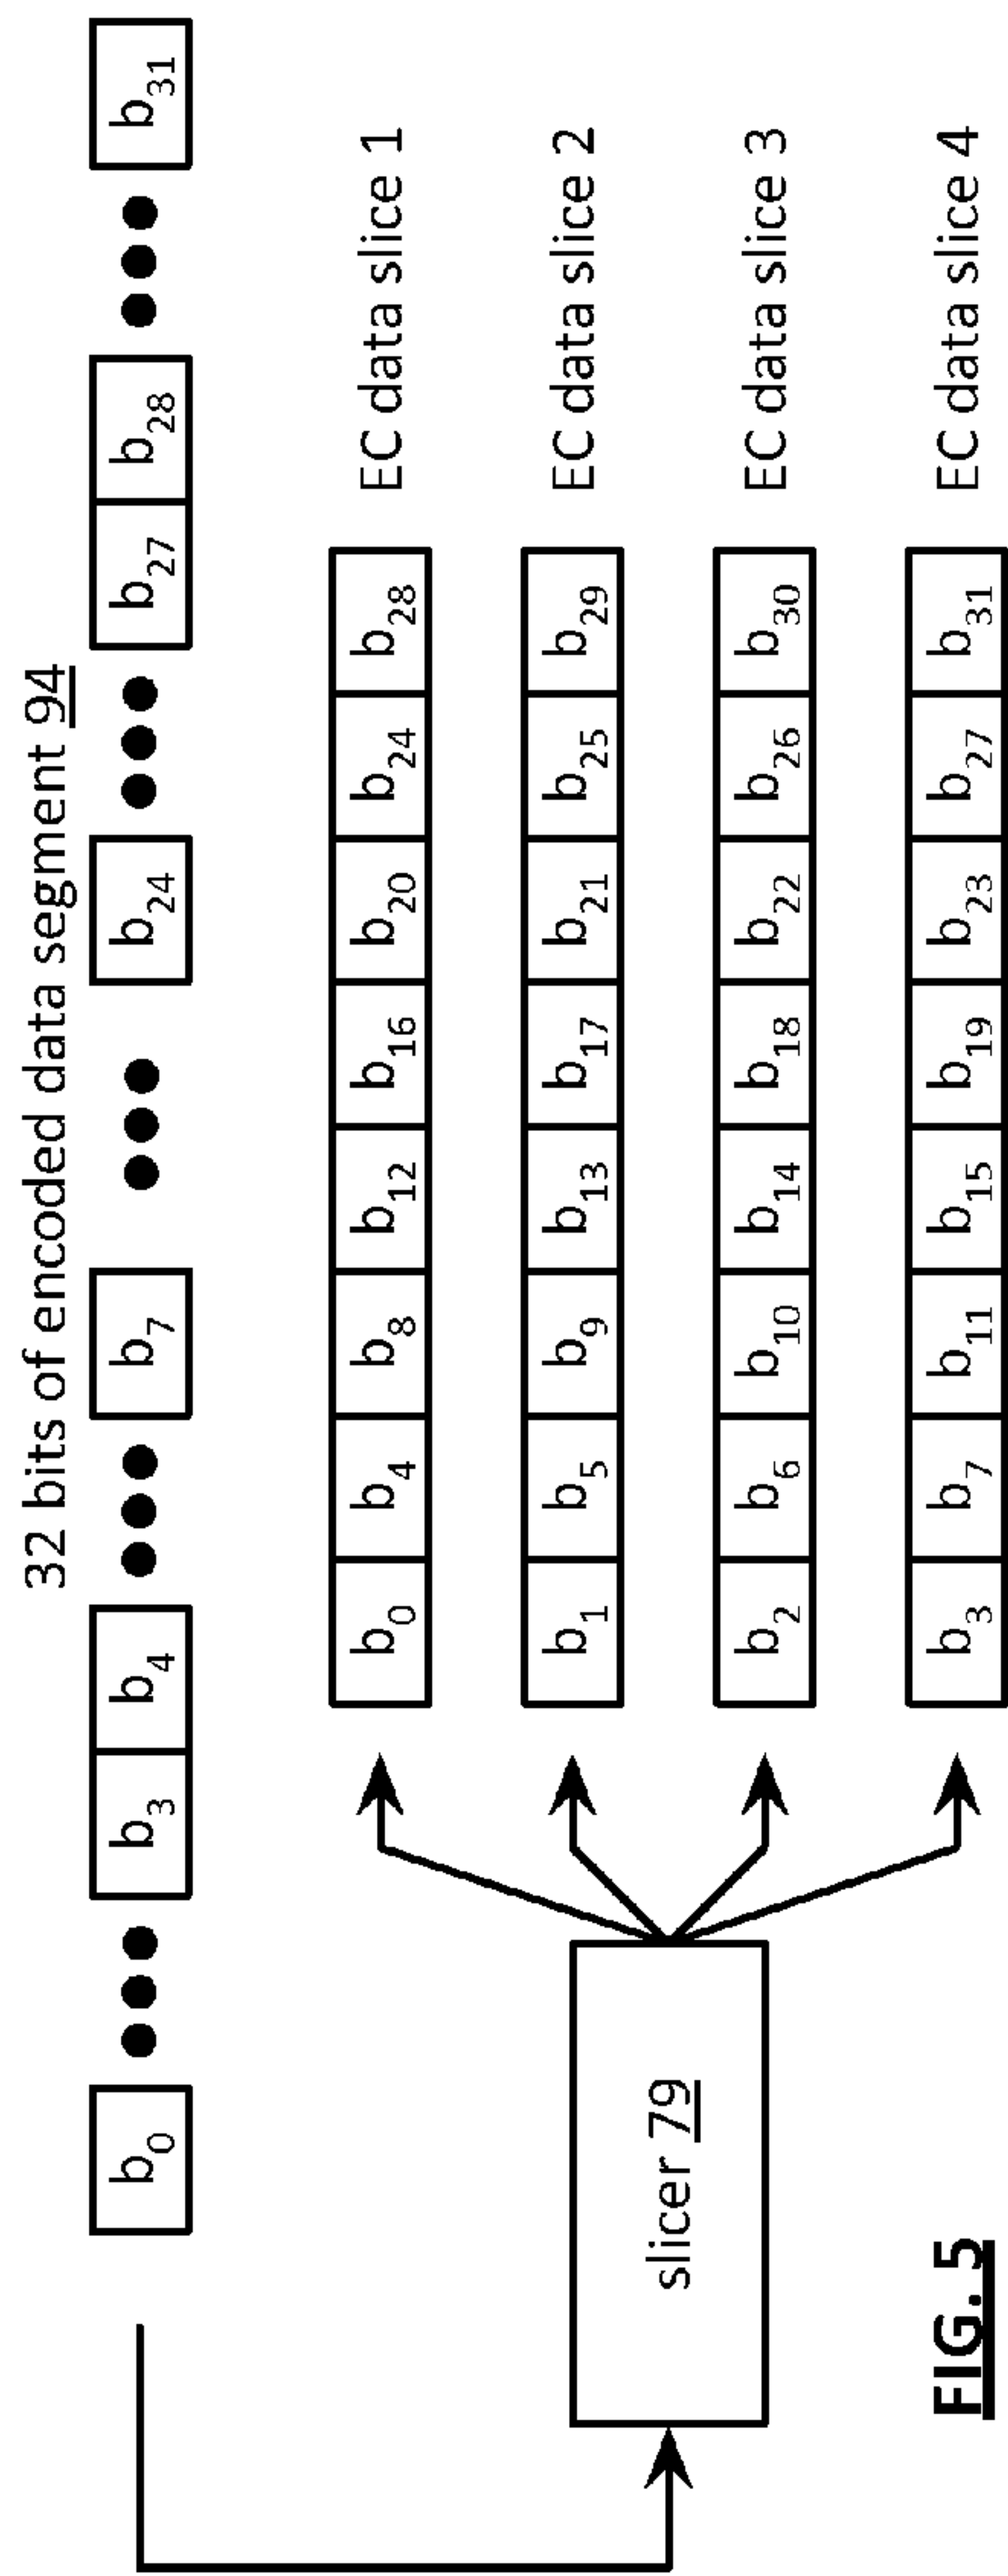 32 bits of encoded data segment 94
b0 b3 b4 b7 b24 b27 b28 b31
b0 b4 b8 b12 b16 b20 b24 b28 EC data slice 1
b1 b5 b9 b13 b17 b21 b25 b29 EC data slice 2
b2 b6 b10 b14 b18 b22 b26 b30 EC data slice 3
b3 b7 b11 b15 b19 b23 b27 b31 EC data slice 4
slicer 79
FIG. 5